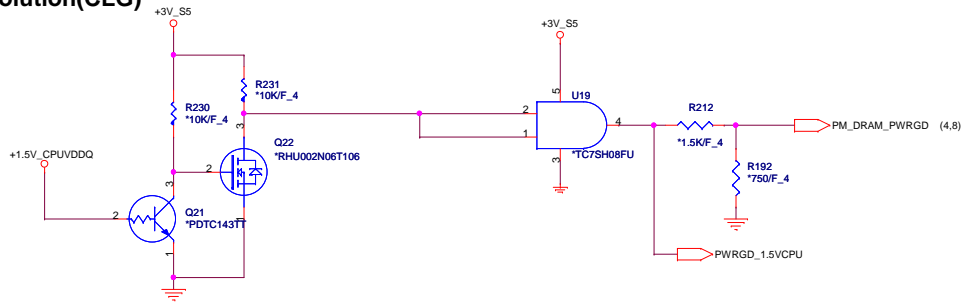 olution(CLG)
+3V_S5
+3V_S5
R231
*10K/F_4
R230
*10K/F_4
5
U19
2
1
4
3
*TC7SH08FU
R212
*1.5K/F_4
PM_DRAM_PWRGD (4,8)
3
Q22
*RHU002N06T106
2
1
+1.5V_CPUVDDQ
R192
*750/F_4
3
2
Q21
*PDTC143TT
1
PWRGD_1.5VCPU